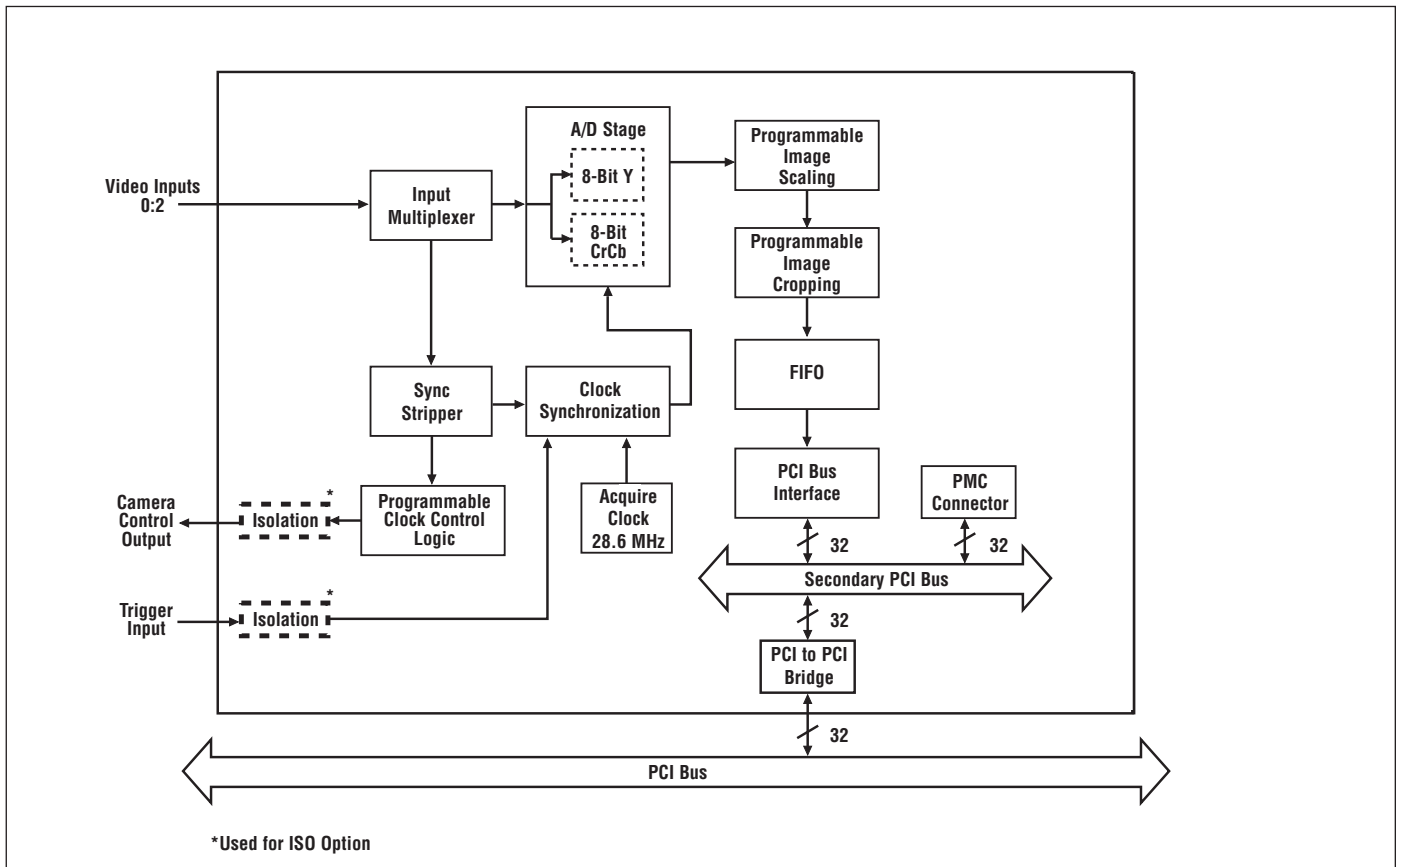 A/D Stage
8-Bit Y
8-Bit
CrCb
Programmable
Image
Scaling
Video Inputs
0:2
Input
Multiplexer
Programmable
Image
Cropping
Sync
Stripper
Clock
Synchronization
FIFO
Camera
Control
Output
*
Isolation
Programmable
Clock Control
Logic
Acquire
Clock
28.6 MHz
PCI Bus
Interface
PMC
Connector
32
32
Secondary PCI Bus
Trigger
Input
*
Isolation
32
PCI to PCI
Bridge
32
PCI Bus
*Used for ISO Option